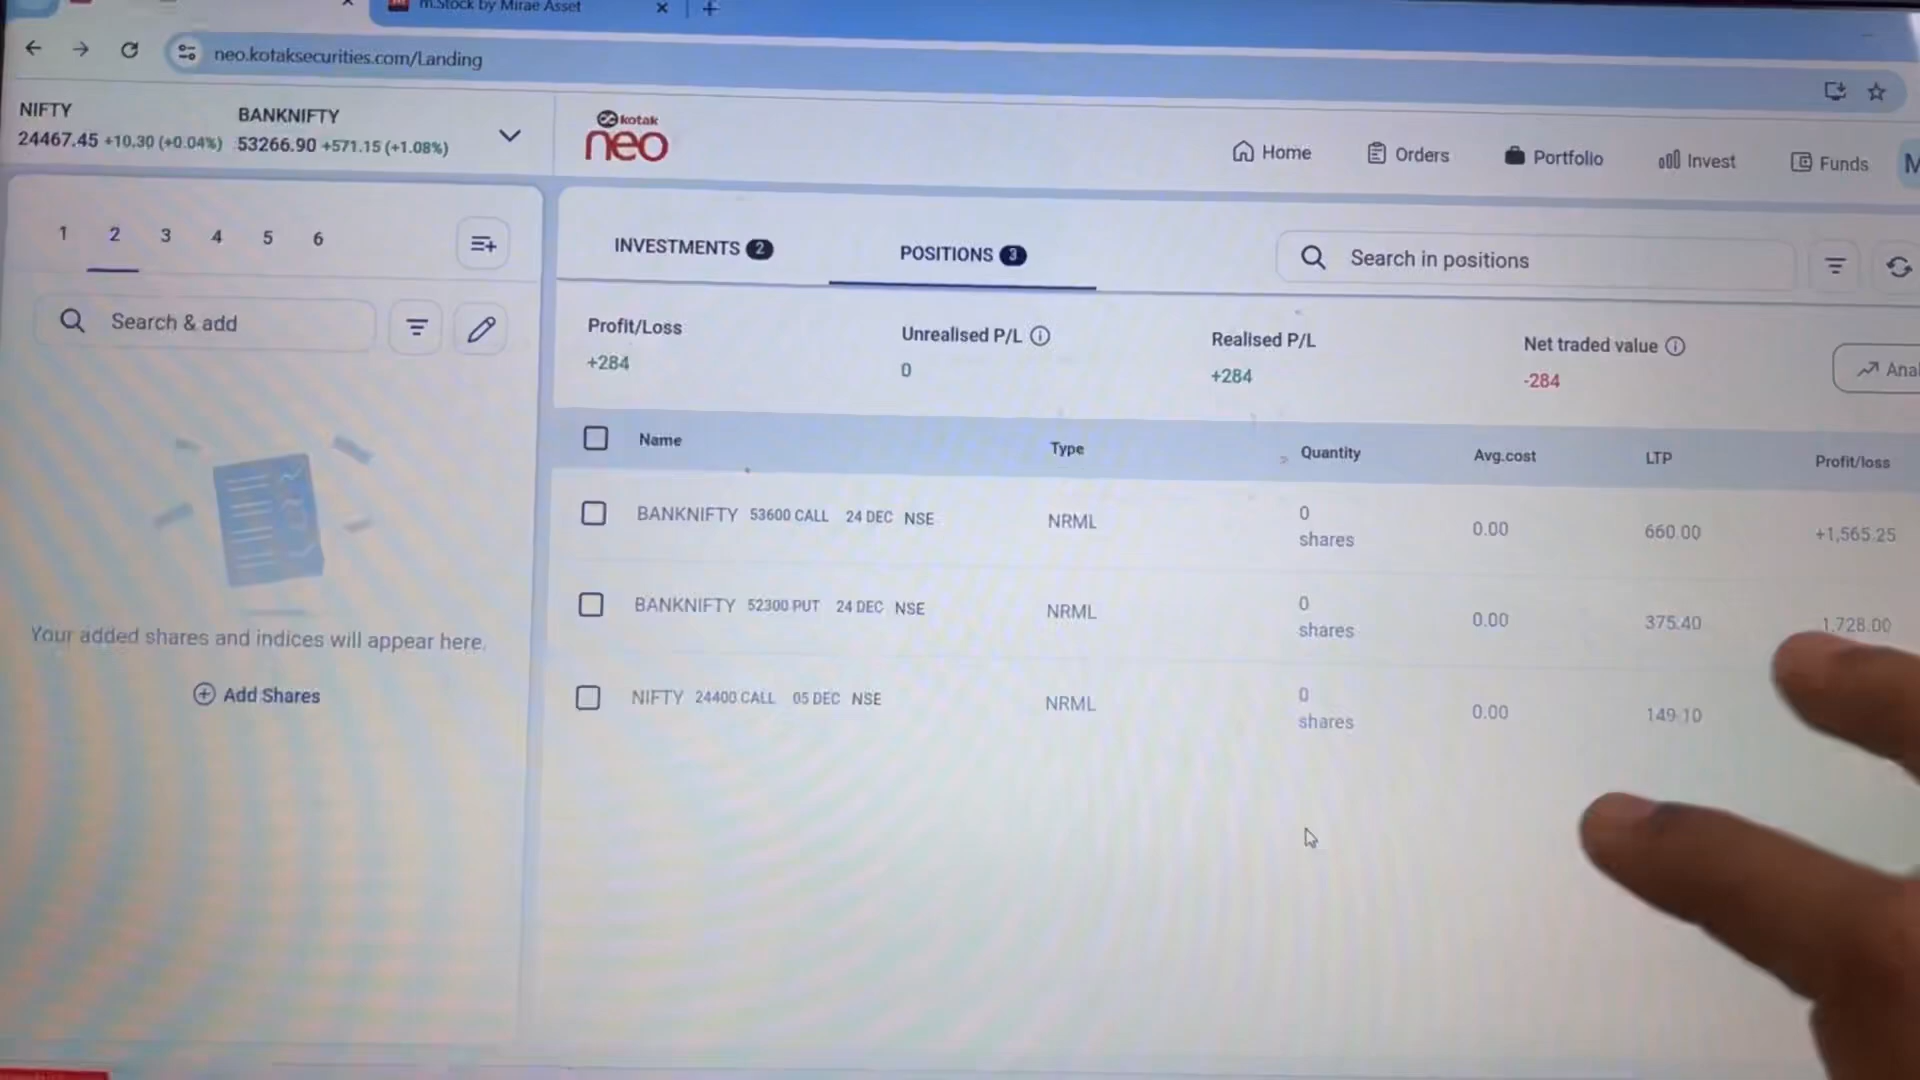 m.Stock by Mirae Asset
neo.kotaksecurities.com/Landing
NIFTY
24467.45 +10.30 (+0.04%)
BANKNIFTY
53266.90 +571.15 (+1.08%)
kotak
neo
Home
Orders
Portfolio
Invest
Funds
M
1 2 3 4 5 6
Search & add
Your added shares and indices will appear here.
Add Shares
INVESTMENTS 2
POSITIONS 3
Search in positions
Profit/Loss
+284
Unrealised P/L
0
Realised P/L
+284
Net traded value
-284
Anal
Name Type Quantity Avg.cost LTP Profit/loss
BANKNIFTY 53600 CALL 24 DEC NSE NRML 0 shares 0.00 660.00 +1,565.25
BANKNIFTY 52300 PUT 24 DEC NSE NRML 0 shares 0.00 375.40 1,728.00
NIFTY 24400 CALL 05 DEC NSE NRML 0 shares 0.00 149.10